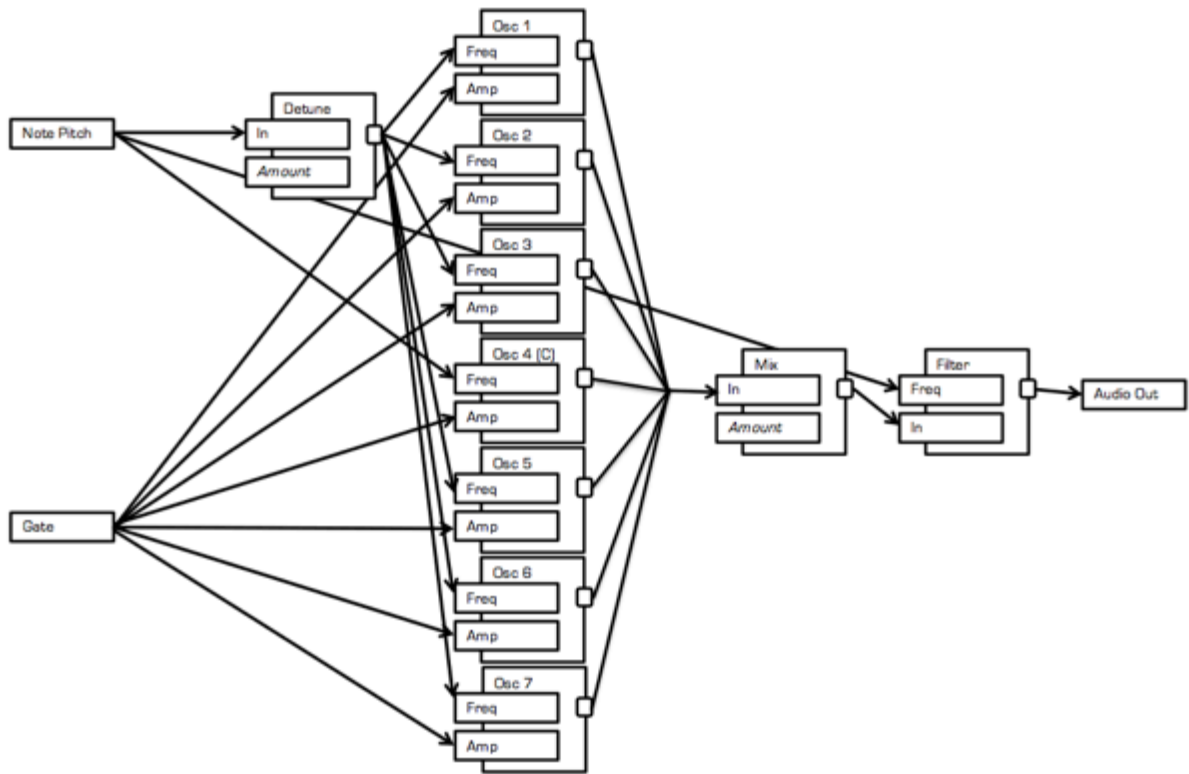 Osc 1
Freq
Amp
Detune
Note Pitch
In
Amount
Osc 2
Freq
Amp
Osc 3
Freq
Amp
Osc 4 (C)
Freq
Amp
Mix
In
Amount
Filter
Freq
In
Audio Out
Osc 5
Freq
Amp
Gate
Osc 6
Freq
Amp
Osc 7
Freq
Amp